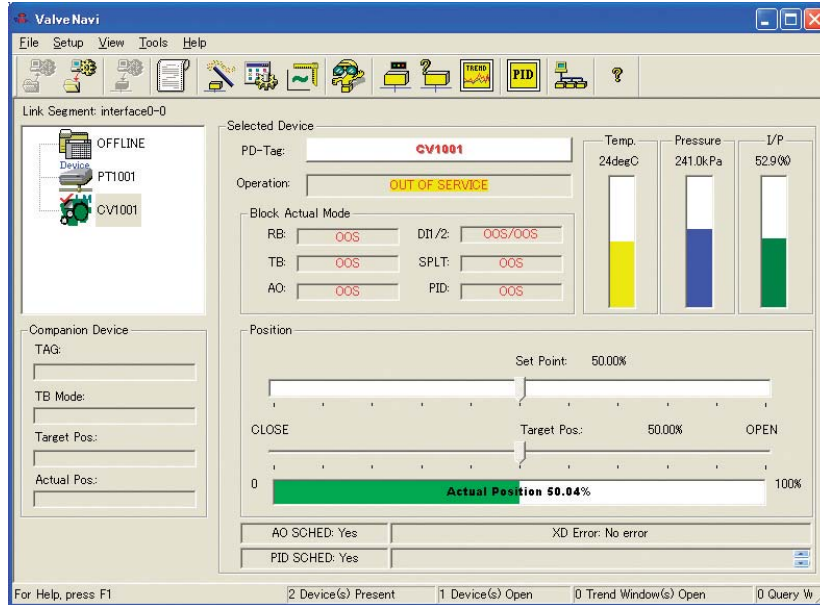 ValveNavi
File Setup View Tools Help
TREND PID ?
Link Segment: interface0-0
OFFLINE
Device
PT1001
CV1001
Selected Device
PD-Tag: CV1001
Operation: OUT OF SERVICE
Block Actual Mode
RB: OOS DI1/2: OOS/OOS
TB: OOS SPLT: OOS
AO: OOS PID: OOS
Temp. Pressure I/P
24degC 241.0kPa 52.9(%)
Companion Device
TAG:
TB Mode:
Target Pos.:
Actual Pos.:
Position
Set Point: 50.00%
CLOSE Target Pos.: 50.00% OPEN
0 Actual Position 50.04% 100%
AO SCHED: Yes XD Error: No error
PID SCHED: Yes
For Help, press F1 2 Device(s) Present 1 Device(s) Open 0 Trend Window(s) Open 0 Query W